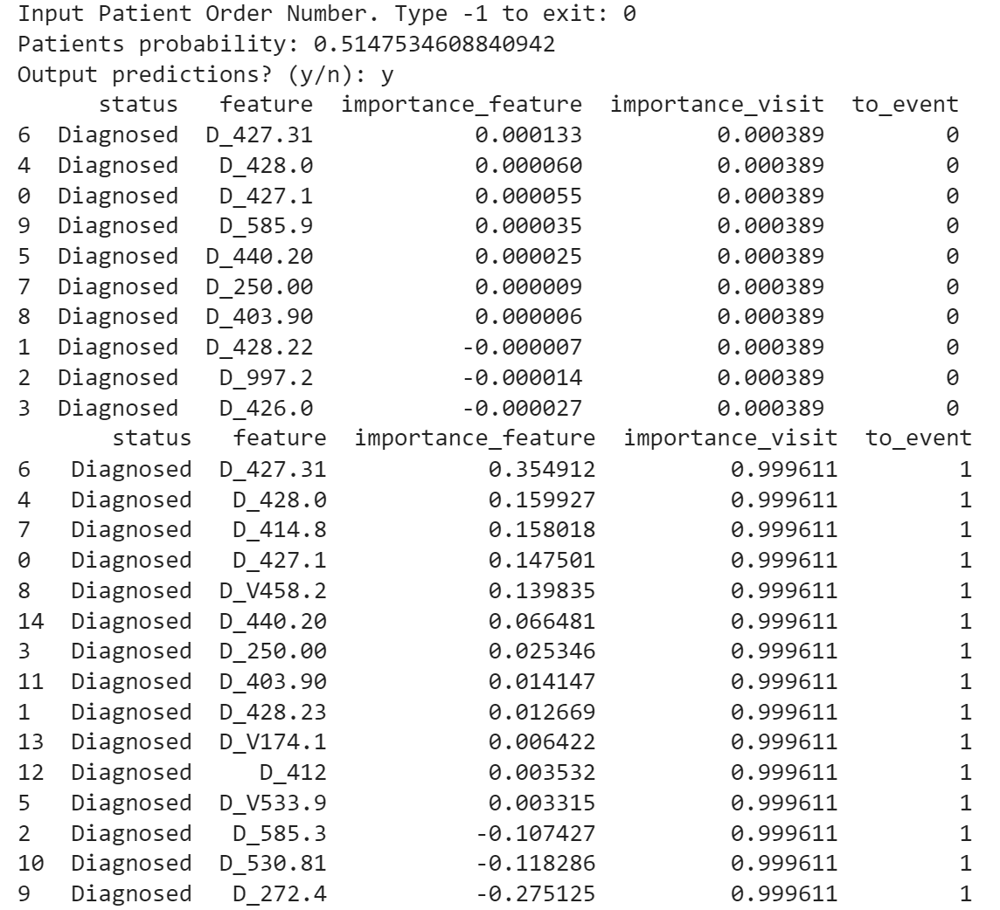 Input Patient Order Number. Type -1 to exit: 0
Patients probability: 0.5147534608840942
Output predictions? (y/n): y
status feature importance_feature importance_visit to_event
6 Diagnosed D_427.31 0.000133 0.000389 0
4 Diagnosed D_428.0 0.000060 0.000389 0
0 Diagnosed D_427.1 0.000055 0.000389 0
9 Diagnosed D_585.9 0.000035 0.000389 0
5 Diagnosed D_440.20 0.000025 0.000389 0
7 Diagnosed D_250.00 0.000009 0.000389 0
8 Diagnosed D_403.90 0.000006 0.000389 0
1 Diagnosed D_428.22 -0.000007 0.000389 0
2 Diagnosed D_997.2 -0.000014 0.000389 0
3 Diagnosed D_426.0 -0.000027 0.000389 0
status feature importance_feature importance_visit to_event
6 Diagnosed D_427.31 0.354912 0.999611 1
4 Diagnosed D_428.0 0.159927 0.999611 1
7 Diagnosed D_414.8 0.158018 0.999611 1
0 Diagnosed D_427.1 0.147501 0.999611 1
8 Diagnosed D_V458.2 0.139835 0.999611 1
14 Diagnosed D_440.20 0.066481 0.999611 1
3 Diagnosed D_250.00 0.025346 0.999611 1
11 Diagnosed D_403.90 0.014147 0.999611 1
1 Diagnosed D_428.23 0.012669 0.999611 1
13 Diagnosed D_V174.1 0.006422 0.999611 1
12 Diagnosed D_412 0.003532 0.999611 1
5 Diagnosed D_V533.9 0.003315 0.999611 1
2 Diagnosed D_585.3 -0.107427 0.999611 1
10 Diagnosed D_530.81 -0.118286 0.999611 1
9 Diagnosed D_272.4 -0.275125 0.999611 1